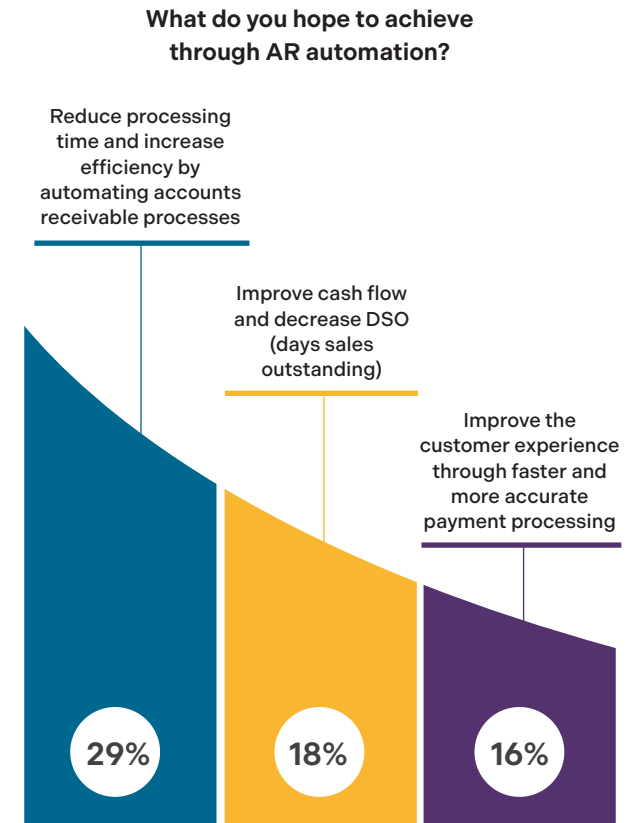 What do you hope to achieve
through AR automation?
Reduce processing
time and increase
efficiency by
automating accounts
receivable processes
Improve cash flow
and decrease DSO
(days sales
outstanding)
Improve the
customer experience
through faster and
more accurate
payment processing
29%
18%
16%